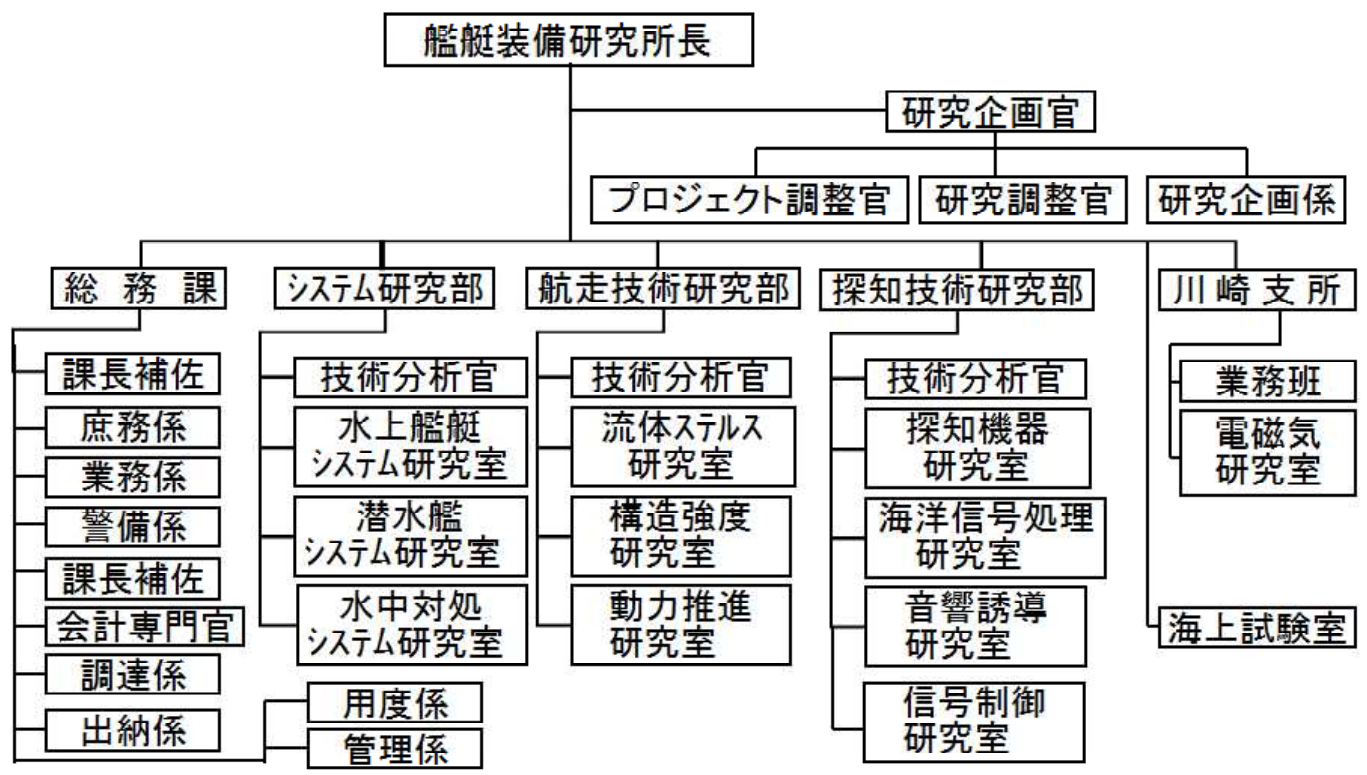 艦艇装備研究所長
研究企画官
プロジェクト調整官
研究調整官
研究企画係
総務課
課長補佐
庶務係
業務係
警備係
課長補佐
会計専門官
調達係
出納係
用度係
管理係
システム研究部
技術分析官
水上艦艇
システム研究室
潜水艦
システム研究室
水中対処
システム研究室
航走技術研究部
技術分析官
流体ステルス
研究室
構造強度
研究室
動力推進
研究室
探知技術研究部
技術分析官
探知機器
研究室
海洋信号処理
研究室
音響誘導
研究室
信号制御
研究室
川崎支所
業務班
電磁気
研究室
海上試験室